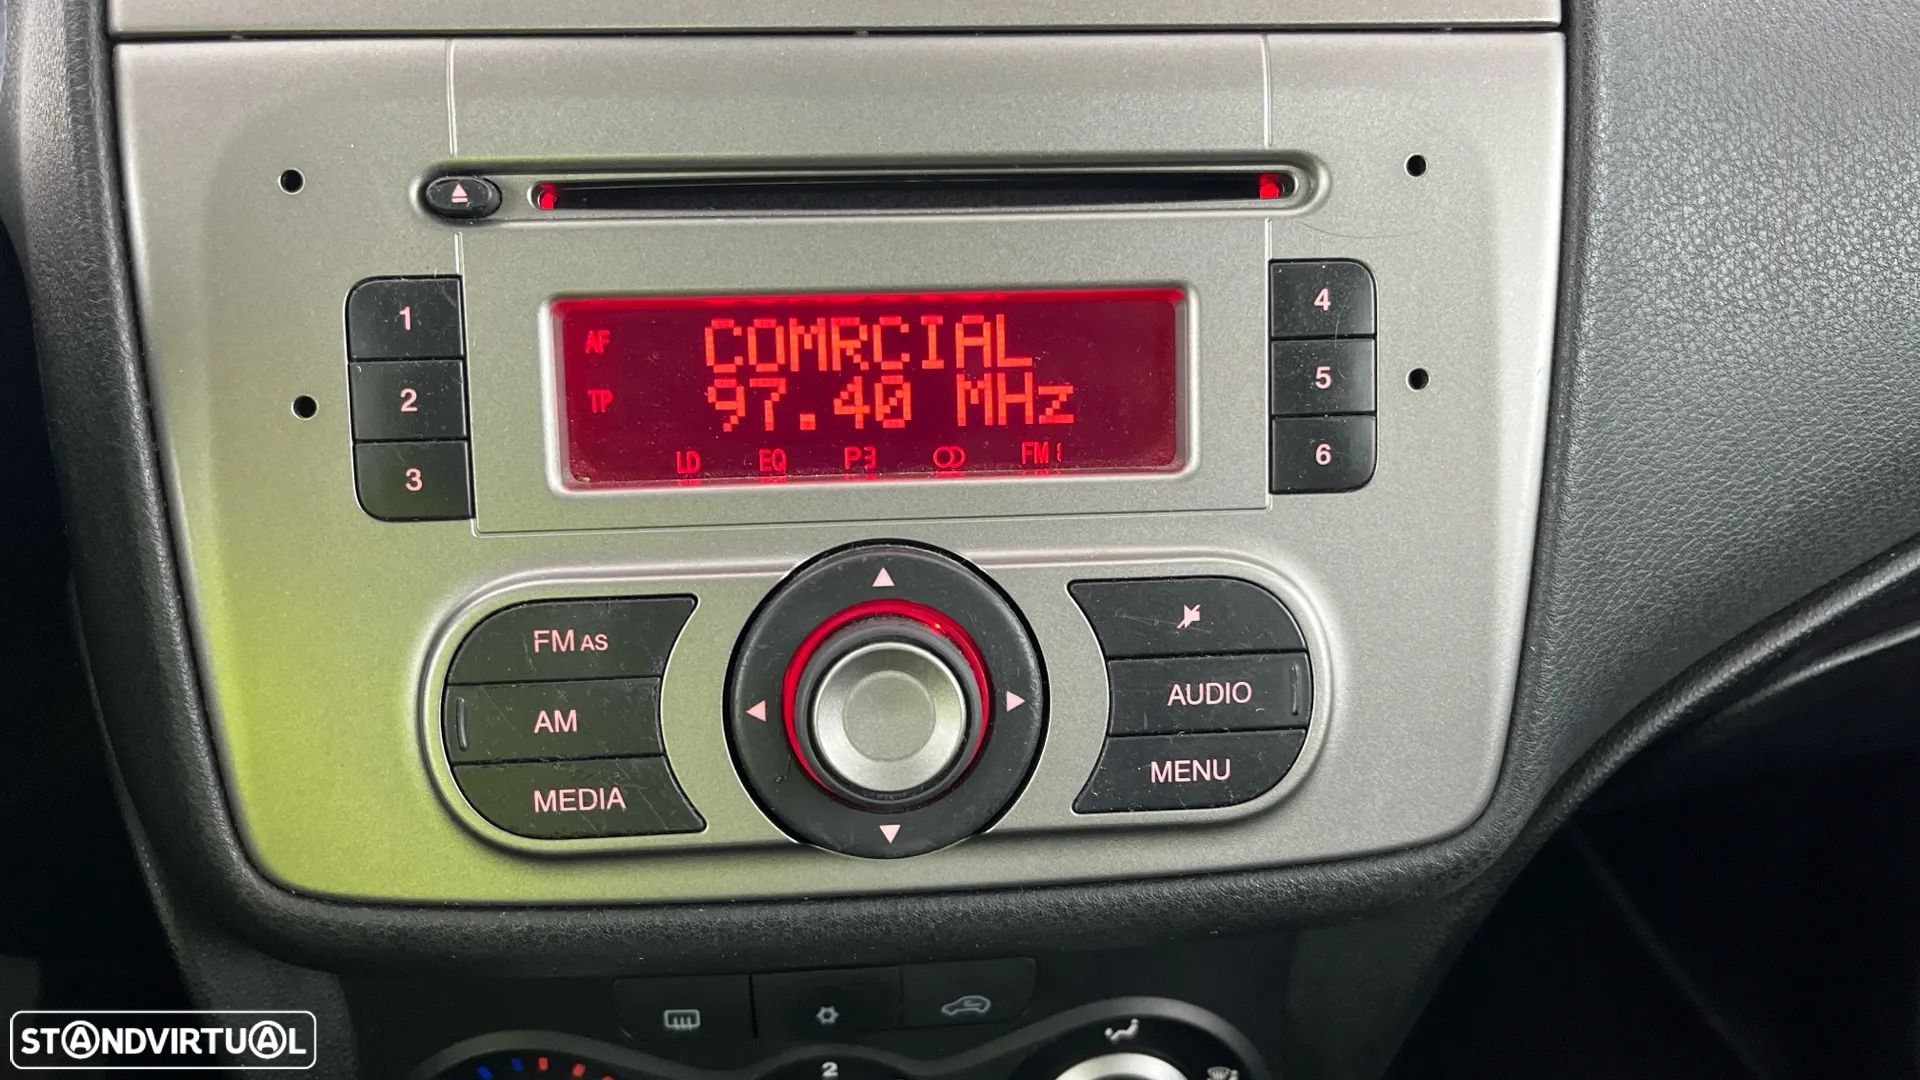 1
2
3
4
5
6
AF
COMRCIAL
TP
97.40 MHz
LD EQ P3 FM1
FM AS
AM
MEDIA
AUDIO
MENU
2
STANDVIRTUAL